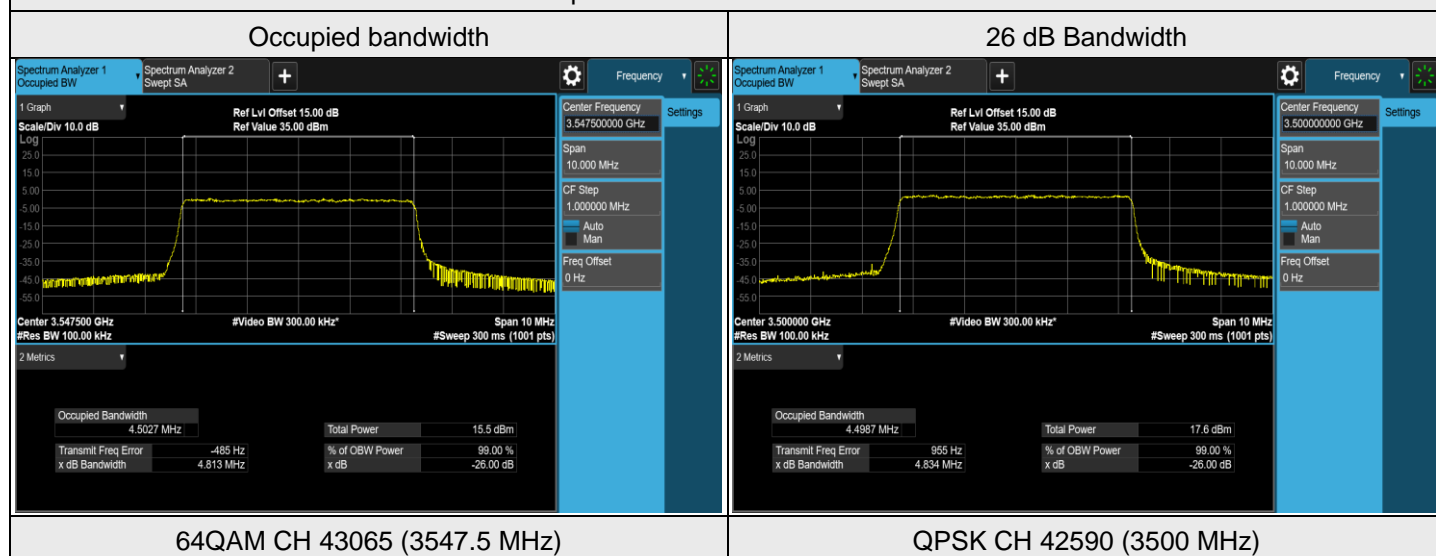 Occupied bandwidth
26 dB Bandwidth
Spectrum Analyzer 1
Occupied BW
Spectrum Analyzer 2
Swept SA
+
Frequency
1 Graph
Scale/Div 10.0 dB
Ref Lvl Offset 15.00 dB
Ref Value 35.00 dBm
Log
25.0
15.0
5.00
-5.00
-15.0
-25.0
-35.0
-45.0
-55.0
Center 3.547500 GHz
#Res BW 100.00 kHz
#Video BW 300.00 kHz*
Span 10 MHz
#Sweep 300 ms (1001 pts)
Center Frequency
3.547500000 GHz
Settings
Span
10.000 MHz
CF Step
1.000000 MHz
Auto
Man
Freq Offset
0 Hz
2 Metrics
Occupied Bandwidth
4.5027 MHz
Total Power 15.5 dBm
Transmit Freq Error -485 Hz
% of OBW Power 99.00 %
x dB Bandwidth 4.813 MHz
x dB -26.00 dB
Spectrum Analyzer 1
Occupied BW
Spectrum Analyzer 2
Swept SA
+
Frequency
1 Graph
Scale/Div 10.0 dB
Ref Lvl Offset 15.00 dB
Ref Value 35.00 dBm
Log
25.0
15.0
5.00
-5.00
-15.0
-25.0
-35.0
-45.0
-55.0
Center 3.500000 GHz
#Res BW 100.00 kHz
#Video BW 300.00 kHz*
Span 10 MHz
#Sweep 300 ms (1001 pts)
Center Frequency
3.500000000 GHz
Settings
Span
10.000 MHz
CF Step
1.000000 MHz
Auto
Man
Freq Offset
0 Hz
2 Metrics
Occupied Bandwidth
4.4987 MHz
Total Power 17.6 dBm
Transmit Freq Error 955 Hz
% of OBW Power 99.00 %
x dB Bandwidth 4.834 MHz
x dB -26.00 dB
64QAM CH 43065 (3547.5 MHz)
QPSK CH 42590 (3500 MHz)